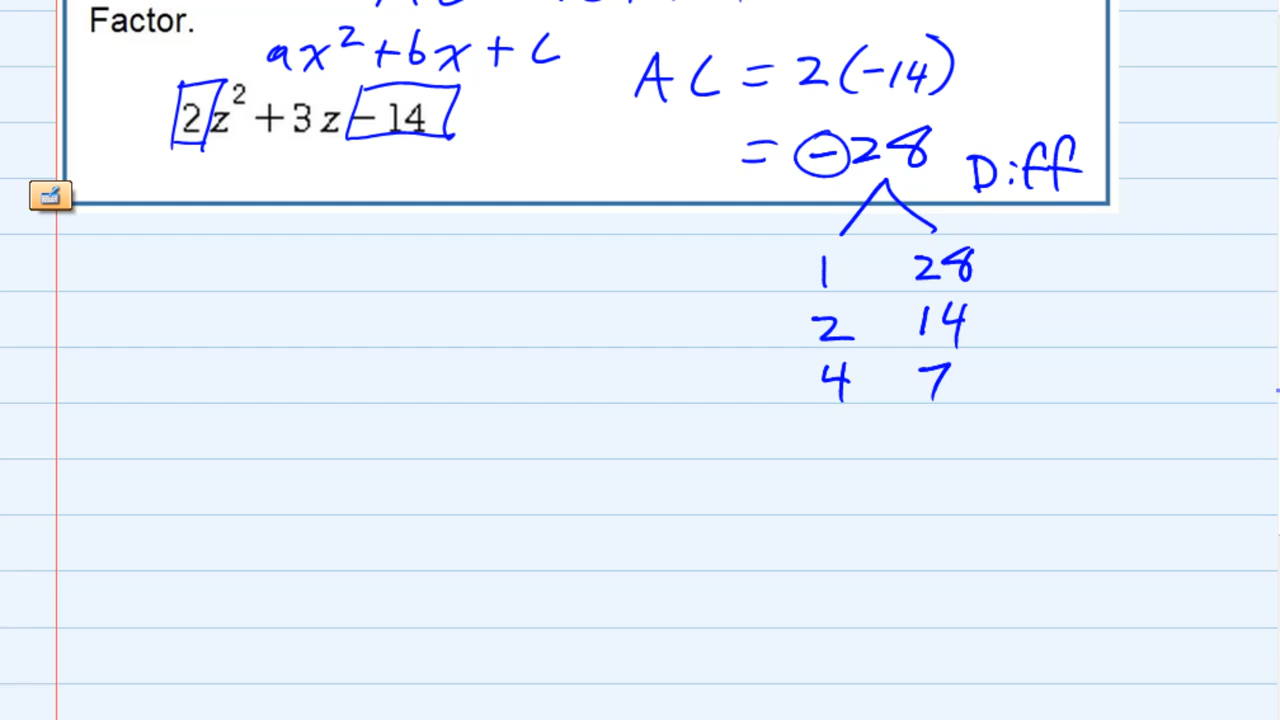 Factor.
ax² + bx + c
2z² + 3z − 14
AC = 2(-14)
= -28 Diff
1 28
2 14
4 7